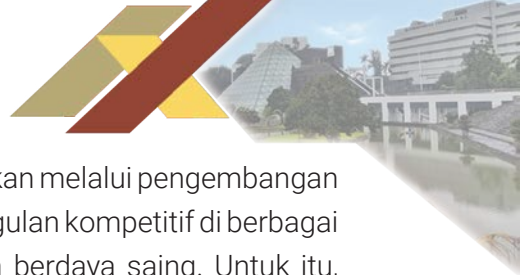 kan melalui pengembangan
gulan kompetitif di berbagai
berdaya saing. Untuk itu,